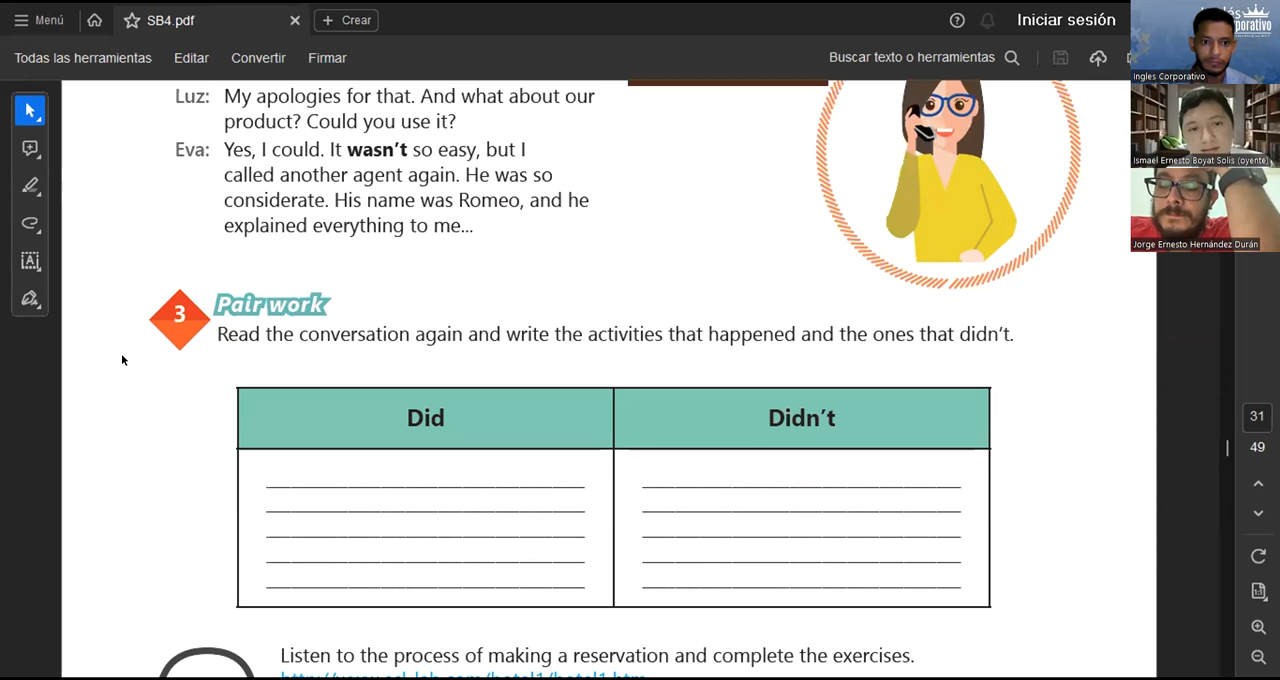 Menú
SB4.pdf
Crear
Iniciar sesión
Todas las herramientas
Editar
Convertir
Firmar
Buscar texto o herramientas
Luz: My apologies for that. And what about our
product? Could you use it?
Eva: Yes, I could. It wasn't so easy, but I
called another agent again. He was so
considerate. His name was Romeo, and he
explained everything to me...
3 Pair work
Read the conversation again and write the activities that happened and the ones that didn't.
Did Didn't
Listen to the process of making a reservation and complete the exercises.
31
49
Ingles Corporativo
Ismael Ernesto Boyat Solis (oyente)
Jorge Ernesto Hernández Durán